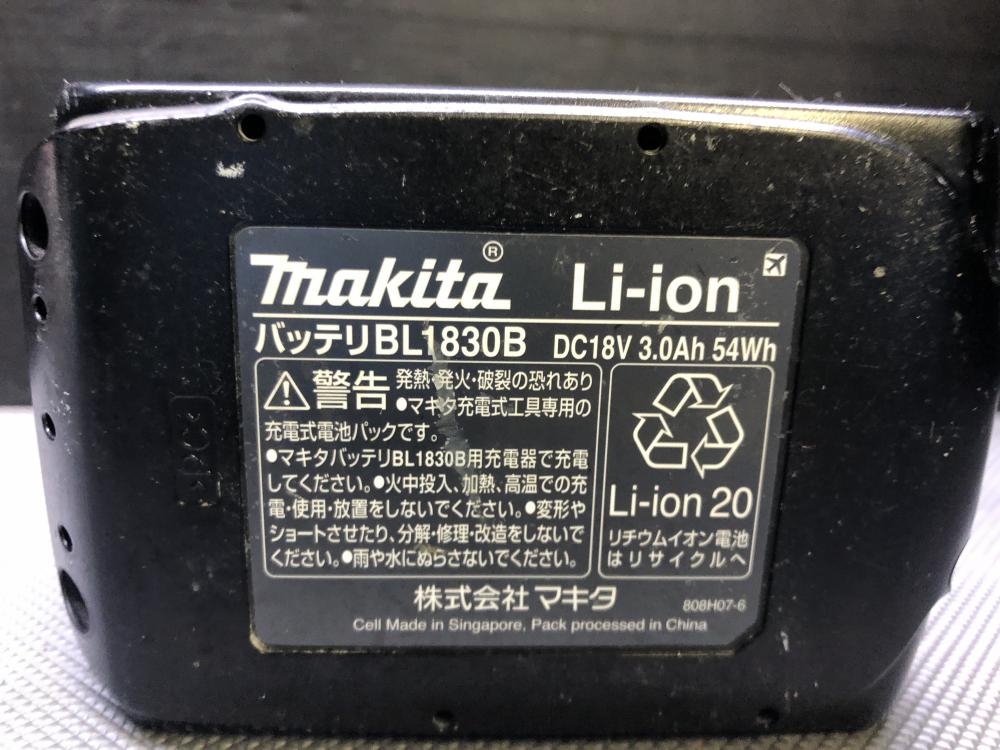 makita®
Li-ion
バッテリBL1830B DC18V 3.0Ah 54Wh
警告 発熱・発火・破裂の恐れあり
●マキタ充電式工具専用の
充電式電池パックです。
●マキタバッテリBL1830B用充電器で充電
してください。●火中投入、加熱、高温での充
電・使用・放置をしないでください。●変形や
ショートさせたり、分解・修理・改造をしないで
ください。●雨や水にぬらさないでください。
Li-ion 20
リチウムイオン電池
はリサイクルへ
株式会社 マキタ
808H07-6
Cell Made in Singapore, Pack processed in China